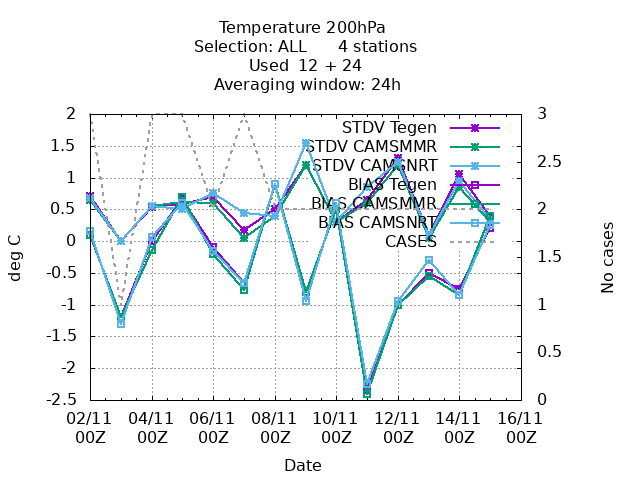 Temperature 200hPa
Selection: ALL 4 stations
Used 12 + 24
Averaging window: 24h
2
1.5
1
0.5
0
-0.5
-1
-1.5
-2
-2.5
deg C
3
2.5
2
1.5
1
0.5
0
No cases
STDV Tegen
STDV CAMSMMR
STDV CAMSNRT
BIAS Tegen
BIAS CAMSMMR
BIAS CAMSNRT
CASES
02/11 04/11 06/11 08/11 10/11 12/11 14/11 16/11
00Z 00Z 00Z 00Z 00Z 00Z 00Z 00Z
Date